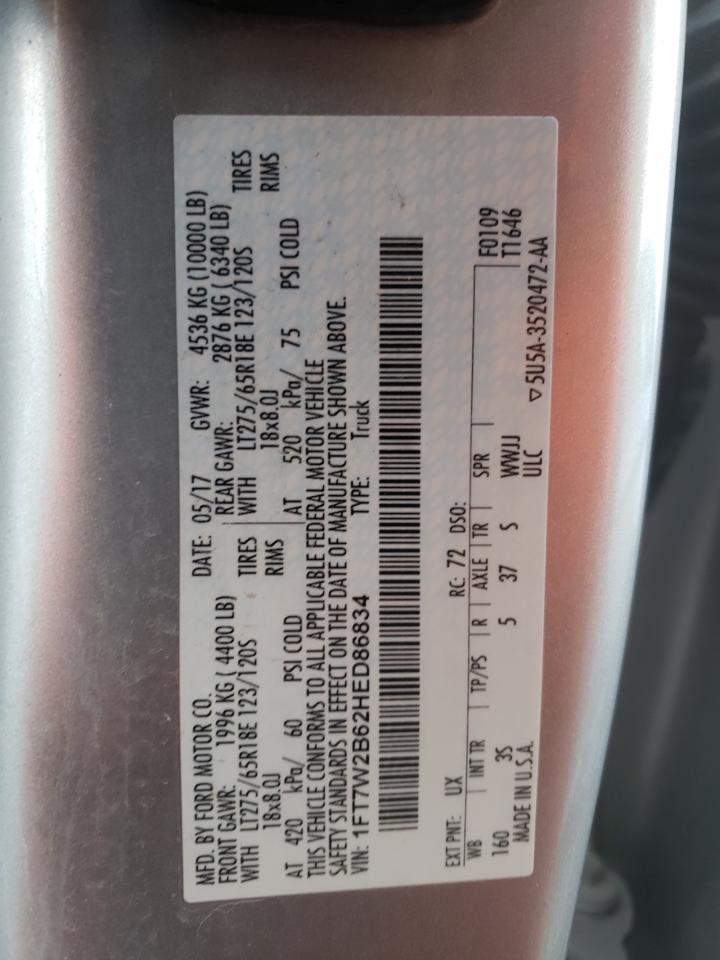 MFD. BY FORD MOTOR CO.
DATE: 05/17 GVWR: 4536 KG (10000 LB)
FRONT GAWR: 1996 KG ( 4400 LB) REAR GAWR: 2876 KG ( 6340 LB)
WITH LT275/65R18E 123/120S TIRES WITH LT275/65R18E 123/120S TIRES
18x8.0J RIMS 18x8.0J RIMS
AT 420 kPa/ 60 PSI COLD AT 520 kPa/ 75 PSI COLD
THIS VEHICLE CONFORMS TO ALL APPLICABLE FEDERAL MOTOR VEHICLE
SAFETY STANDARDS IN EFFECT ON THE DATE OF MANUFACTURE SHOWN ABOVE.
VIN: 1FT7W2B62HED86834 TYPE: Truck
EXT PNT: UX RC: 72 DSO:
WB INT TR TP/PS R AXLE TR SPR F0109
160 3S 5 37 S WWJJ T1646
MADE IN U.S.A. ULC ▽5U5A-3520472-AA